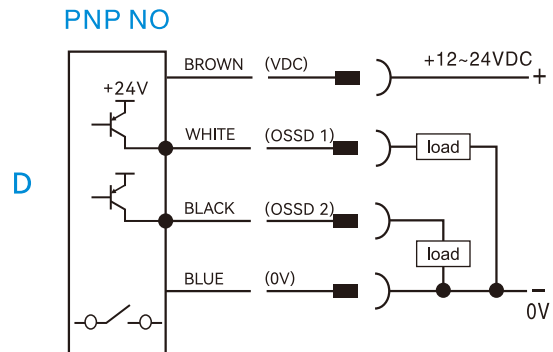 PNP NO
BROWN (VDC) +12~24VDC +
+24V
WHITE (OSSD 1) load
D
BLACK (OSSD 2)
load
BLUE (0V) -
0V